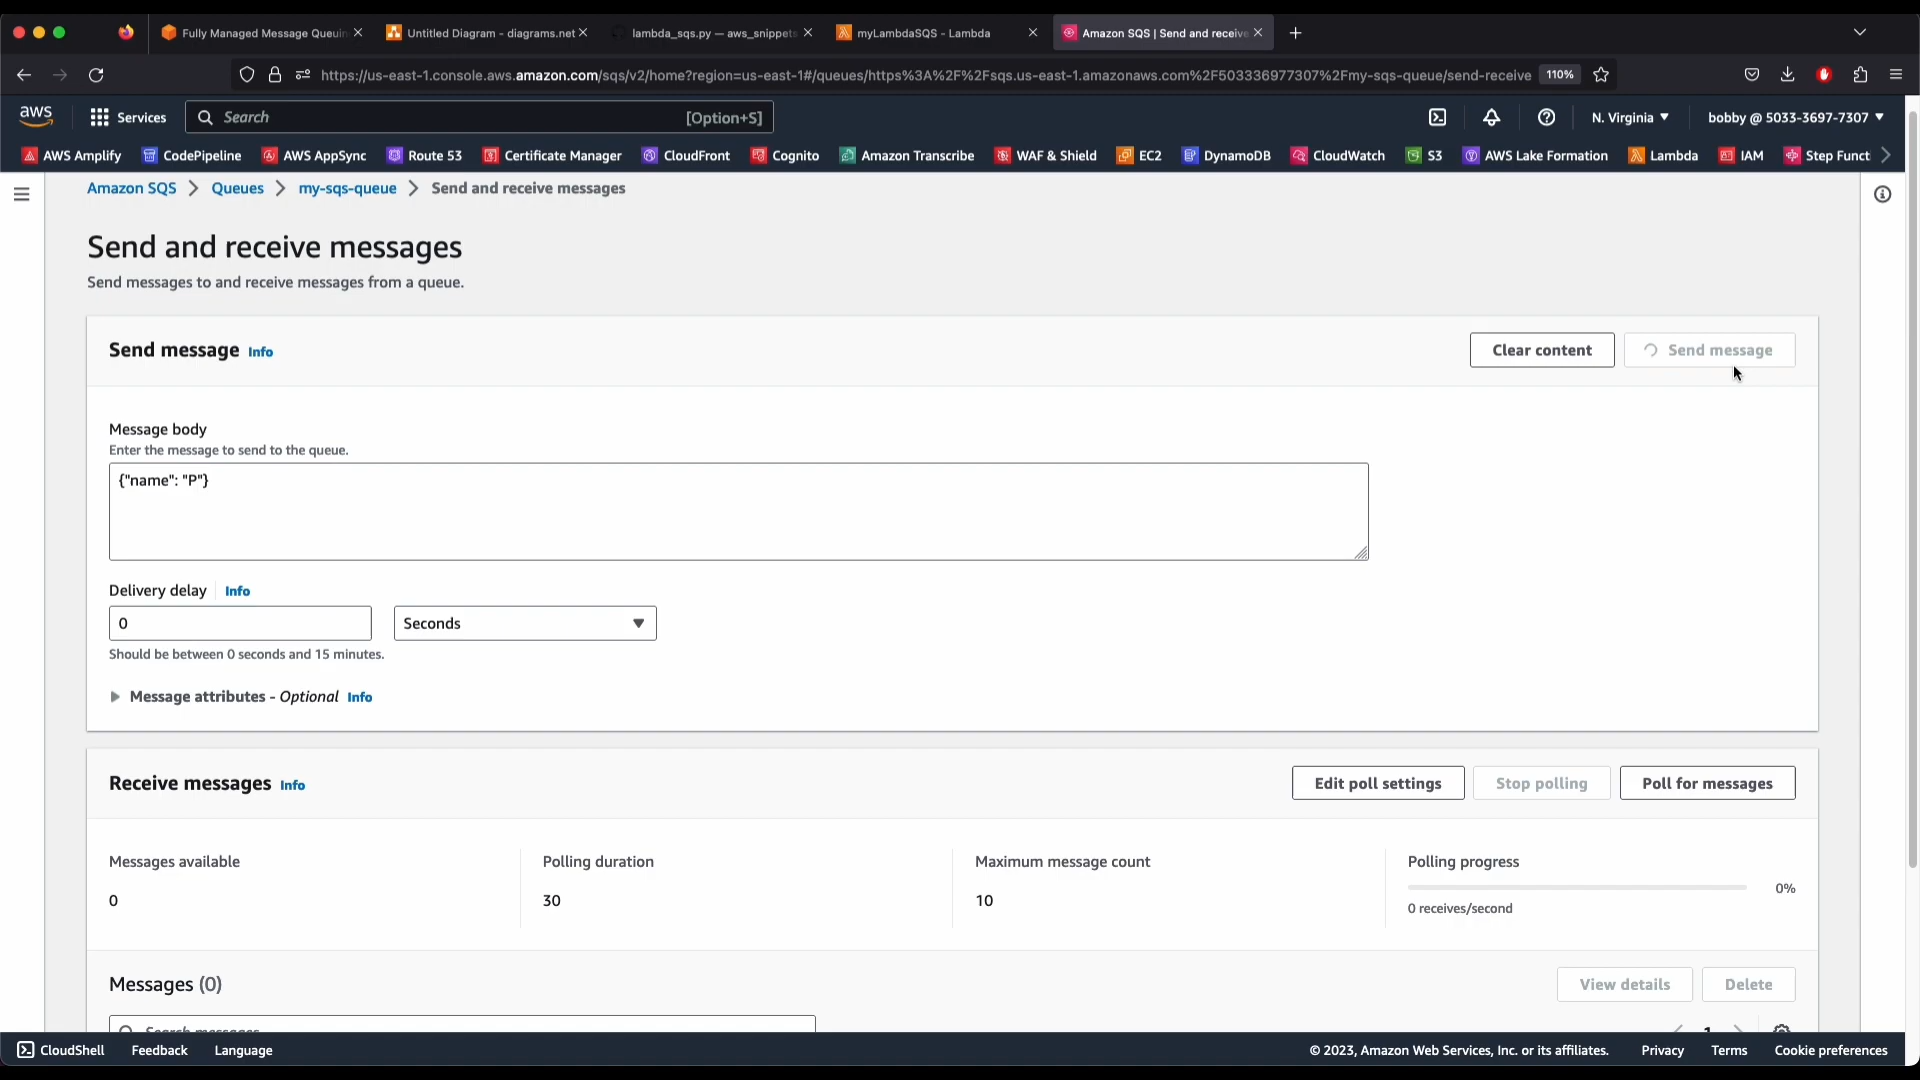 Fully Managed Message Queuin
Untitled Diagram - diagrams.net
lambda_sqs.py — aws_snippets
myLambdaSQS - Lambda
Amazon SQS | Send and receive
https://us-east-1.console.aws.amazon.com/sqs/v2/home?region=us-east-1#/queues/https%3A%2F%2Fsqs.us-east-1.amazonaws.com%2F503336977307%2Fmy-sqs-queue/send-receive
110%
aws
Services
Search
[Option+S]
N. Virginia
bobby @ 5033-3697-7307
AWS Amplify
CodePipeline
AWS AppSync
Route 53
Certificate Manager
CloudFront
Cognito
Amazon Transcribe
WAF & Shield
EC2
DynamoDB
CloudWatch
S3
AWS Lake Formation
Lambda
IAM
Step Funct
Amazon SQS > Queues > my-sqs-queue > Send and receive messages
Send and receive messages
Send messages to and receive messages from a queue.
Send message Info
Clear content
Send message
Message body
Enter the message to send to the queue.
{"name": "P"}
Delivery delay Info
0
Seconds
Should be between 0 seconds and 15 minutes.
Message attributes - Optional Info
Receive messages Info
Edit poll settings
Stop polling
Poll for messages
Messages available
0
Polling duration
30
Maximum message count
10
Polling progress
0%
0 receives/second
Messages (0)
View details
Delete
Search messages
1
CloudShell
Feedback
Language
© 2023, Amazon Web Services, Inc. or its affiliates.
Privacy
Terms
Cookie preferences